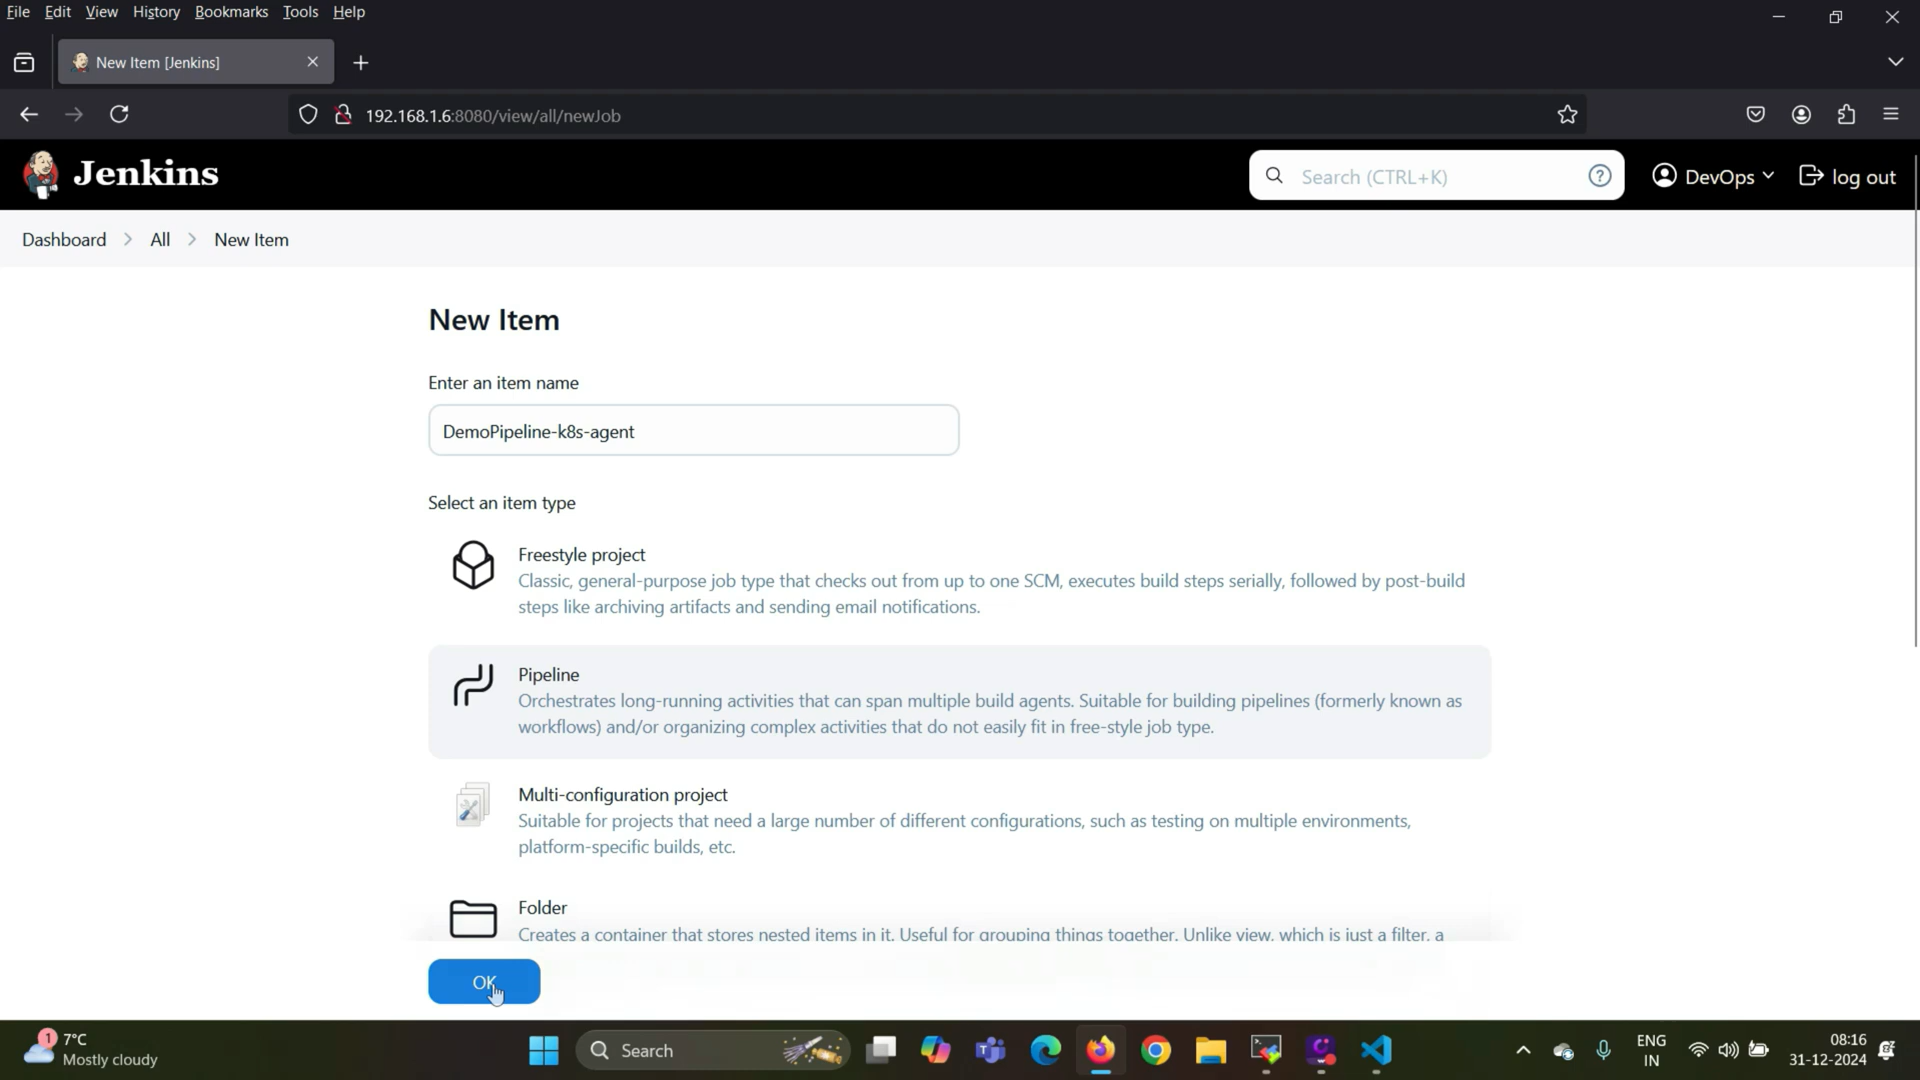 File Edit View History Bookmarks Tools Help
New Item [Jenkins]
192.168.1.6:8080/view/all/newJob
Jenkins
Search (CTRL+K)
DevOps
log out
Dashboard > All > New Item
New Item
Enter an item name
DemoPipeline-k8s-agent
Select an item type
Freestyle project
Classic, general-purpose job type that checks out from up to one SCM, executes build steps serially, followed by post-build
steps like archiving artifacts and sending email notifications.
Pipeline
Orchestrates long-running activities that can span multiple build agents. Suitable for building pipelines (formerly known as
workflows) and/or organizing complex activities that do not easily fit in free-style job type.
Multi-configuration project
Suitable for projects that need a large number of different configurations, such as testing on multiple environments,
platform-specific builds, etc.
Folder
Creates a container that stores nested items in it. Useful for grouping things together. Unlike view, which is just a filter, a
OK
1
7°C
Mostly cloudy
Search
ENG
IN
08:16
31-12-2024